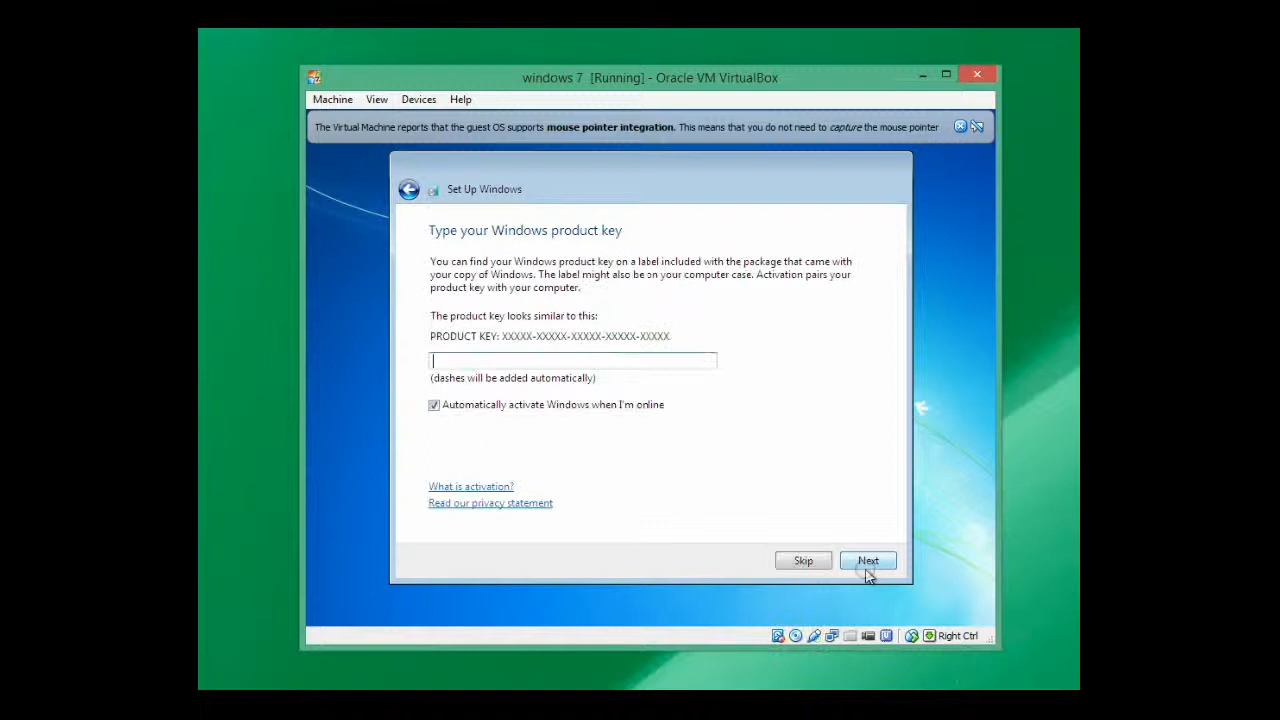 windows 7 [Running] - Oracle VM VirtualBox
Machine View Devices Help
The Virtual Machine reports that the guest OS supports mouse pointer integration. This means that you do not need to capture the mouse pointer
Set Up Windows
Type your Windows product key
You can find your Windows product key on a label included with the package that came with
your copy of Windows. The label might also be on your computer case. Activation pairs your
product key with your computer.
The product key looks similar to this:
PRODUCT KEY: XXXXX-XXXXX-XXXXX-XXXXX-XXXXX
(dashes will be added automatically)
Automatically activate Windows when I'm online
What is activation?
Read our privacy statement
Skip Next
Right Ctrl